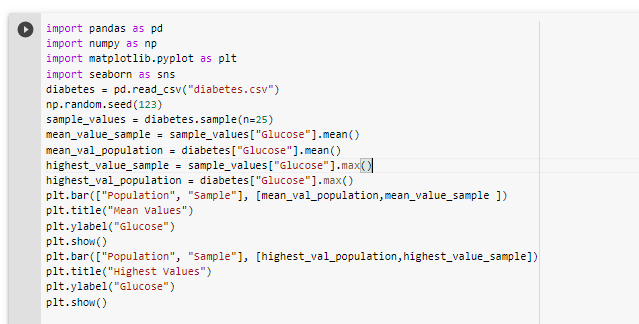 import pandas as pd
import numpy as np
import matplotlib.pyplot as plt
import seaborn as sns
diabetes = pd.read_csv("diabetes.csv")
np.random.seed(123)
sample_values = diabetes.sample(n=25)
mean_value_sample = sample_values["Glucose"].mean()
mean_val_population = diabetes["Glucose"].mean()
highest_value_sample = sample_values["Glucose"].max()
highest_val_population = diabetes["Glucose"].max()
plt.bar(["Population", "Sample"], [mean_val_population,mean_value_sample ])
plt.title("Mean Values")
plt.ylabel("Glucose")
plt.show()
plt.bar(["Population", "Sample"], [highest_val_population,highest_value_sample])
plt.title("Highest Values")
plt.ylabel("Glucose")
plt.show()